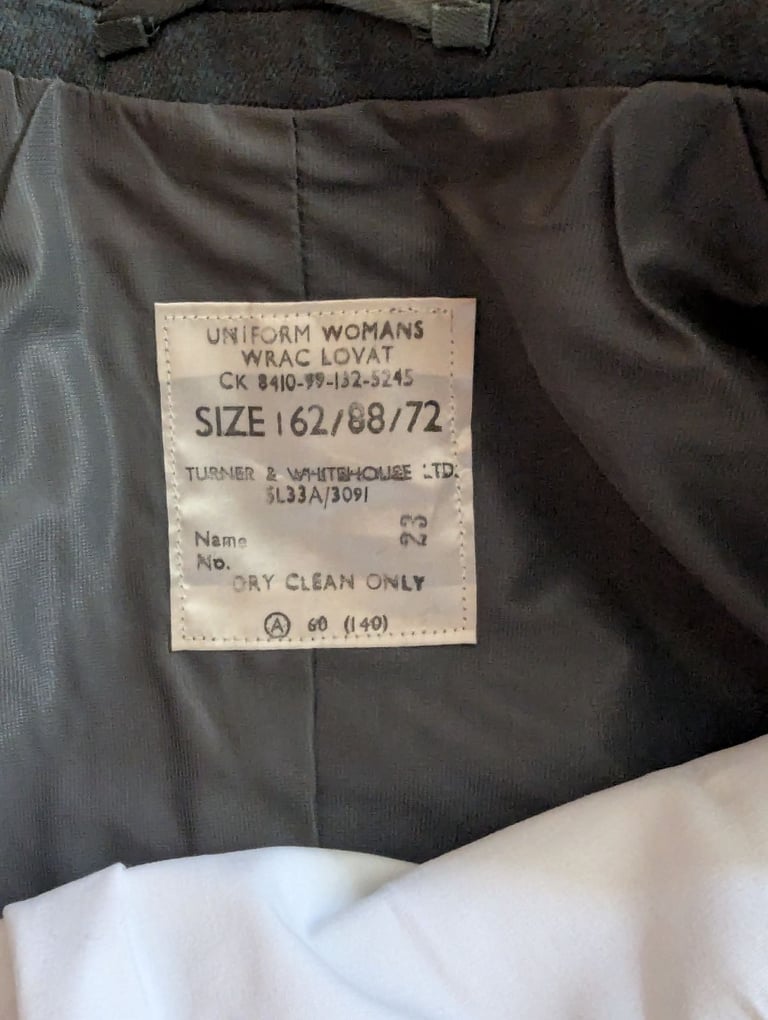 UNIFORM WOMANS
WRAC LOVAT
CK 8410-99-132-5245
SIZE 162/88/72
TURNER & WHITEHOUSE LTD.
SL33A/3091
Name 23
No.
DRY CLEAN ONLY
Ⓐ 60 (140)